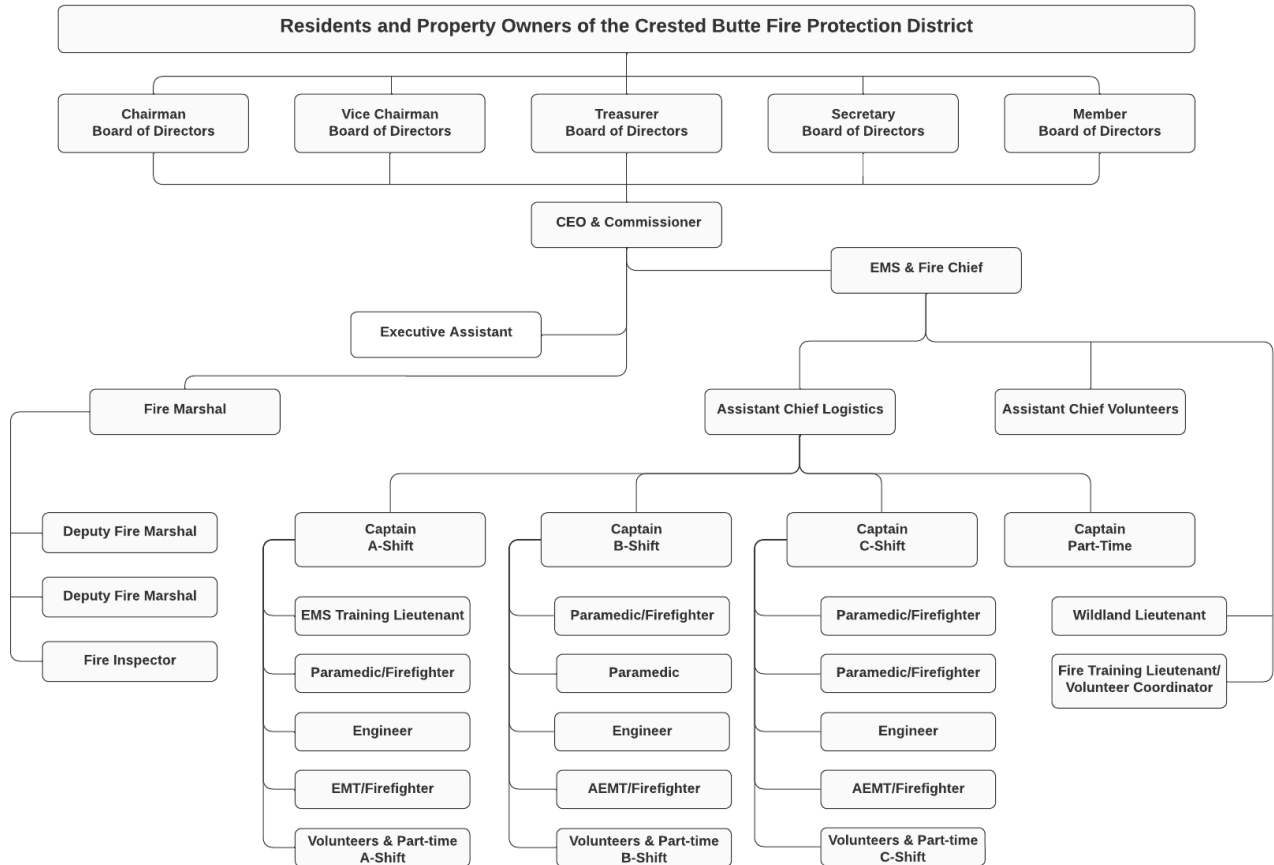 Residents and Property Owners of the Crested Butte Fire Protection District
Chairman
Board of Directors
Vice Chairman
Board of Directors
Treasurer
Board of Directors
Secretary
Board of Directors
Member
Board of Directors
CEO & Commissioner
EMS & Fire Chief
Executive Assistant
Fire Marshal
Assistant Chief Logistics
Assistant Chief Volunteers
Deputy Fire Marshal
Deputy Fire Marshal
Fire Inspector
Captain
A-Shift
EMS Training Lieutenant
Paramedic/Firefighter
Engineer
EMT/Firefighter
Volunteers & Part-time
A-Shift
Captain
B-Shift
Paramedic/Firefighter
Paramedic
Engineer
AEMT/Firefighter
Volunteers & Part-time
B-Shift
Captain
C-Shift
Paramedic/Firefighter
Paramedic/Firefighter
Engineer
AEMT/Firefighter
Volunteers & Part-time
C-Shift
Captain
Part-Time
Wildland Lieutenant
Fire Training Lieutenant/
Volunteer Coordinator